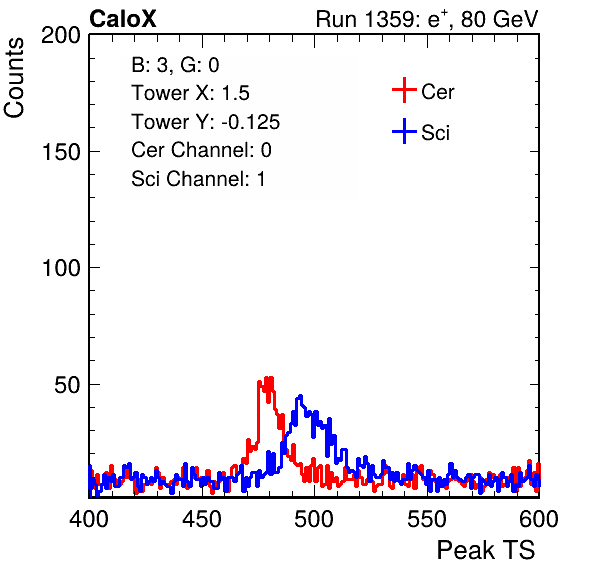 CaloX Run 1359: e⁺, 80 GeV
Counts
200
150
100
50
B: 3, G: 0
Tower X: 1.5
Tower Y: -0.125
Cer Channel: 0
Sci Channel: 1
Cer
Sci
400 450 500 550 600
Peak TS